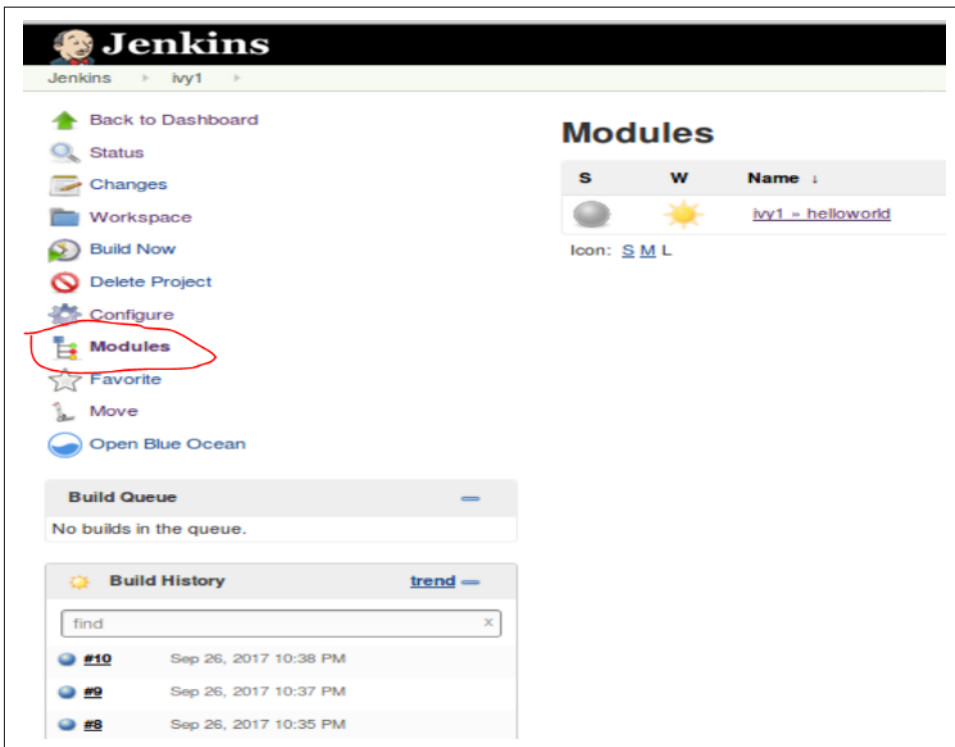 Jenkins
Jenkins ivy1
Back to Dashboard
Status
Changes
Workspace
Build Now
Delete Project
Configure
Modules
Favorite
Move
Open Blue Ocean
Build Queue
No builds in the queue.
Build History trend
find x
#10 Sep 26, 2017 10:38 PM
#9 Sep 26, 2017 10:37 PM
#8 Sep 26, 2017 10:35 PM
Modules
S W Name ↓
ivy1 » helloworld
Icon: S M L